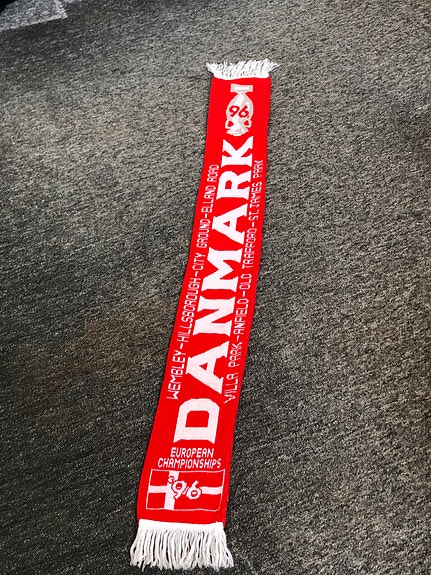 96
WEMBLEY-HILLSBOROUGH-CITY GROUND-ELLAND ROAD
DANMARK
VILLA PARK-ANFIELD-OLD TRAFFORD-ST.JAMES PARK
EUROPEAN
CHAMPIONSHIPS
'96